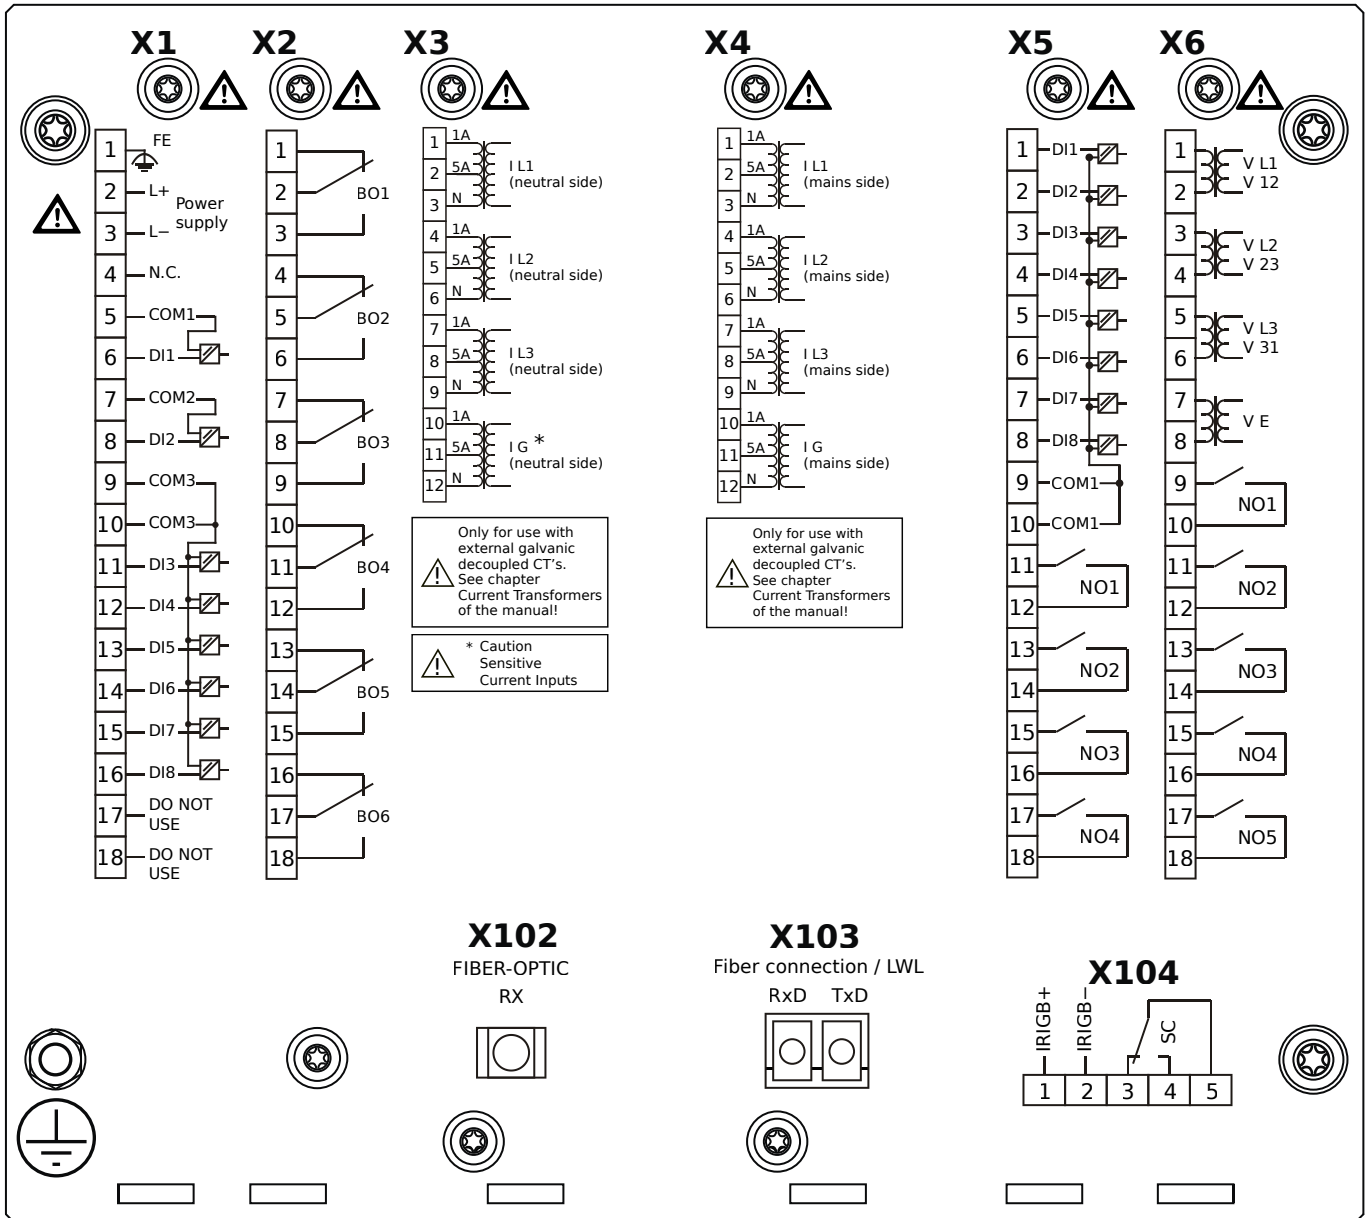 X1
X2
X3
X4
X5
X6
1
FE
2
L+
Power
supply
3
L−
4
N.C.
5
COM1
6
DI1
7
COM2
8
DI2
9
COM3
10
COM3
11
DI3
12
DI4
13
DI5
14
DI6
15
DI7
16
DI8
17
DO NOT
USE
18
DO NOT
USE
1
2
BO1
3
4
5
BO2
6
7
8
BO3
9
10
11
BO4
12
13
14
BO5
15
16
17
BO6
18
1
1A
2
5A
I L1
(neutral side)
3
N
4
1A
5
5A
I L2
(neutral side)
6
N
7
1A
8
5A
I L3
(neutral side)
9
N
10
1A
11
5A
I G *
(neutral side)
12
N
Only for use with
external galvanic
decoupled CT’s.
See chapter
Current Transformers
of the manual!
* Caution
Sensitive
Current Inputs
1
1A
2
5A
I L1
(mains side)
3
N
4
1A
5
5A
I L2
(mains side)
6
N
7
1A
8
5A
I L3
(mains side)
9
N
10
1A
11
5A
I G
(mains side)
12
N
Only for use with
external galvanic
decoupled CT’s.
See chapter
Current Transformers
of the manual!
1
DI1
2
DI2
3
DI3
4
DI4
5
DI5
6
DI6
7
DI7
8
DI8
9
COM1
10
COM1
11
NO1
12
13
NO2
14
15
NO3
16
17
NO4
18
1
V L1
V 12
2
3
V L2
V 23
4
5
V L3
V 31
6
7
V E
8
9
NO1
10
11
NO2
12
13
NO3
14
15
NO4
16
17
NO5
18
X102
FIBER-OPTIC
RX
X103
Fiber connection / LWL
RxD TxD
X104
IRIGB+
IRIGB−
SC
1 2 3 4 5